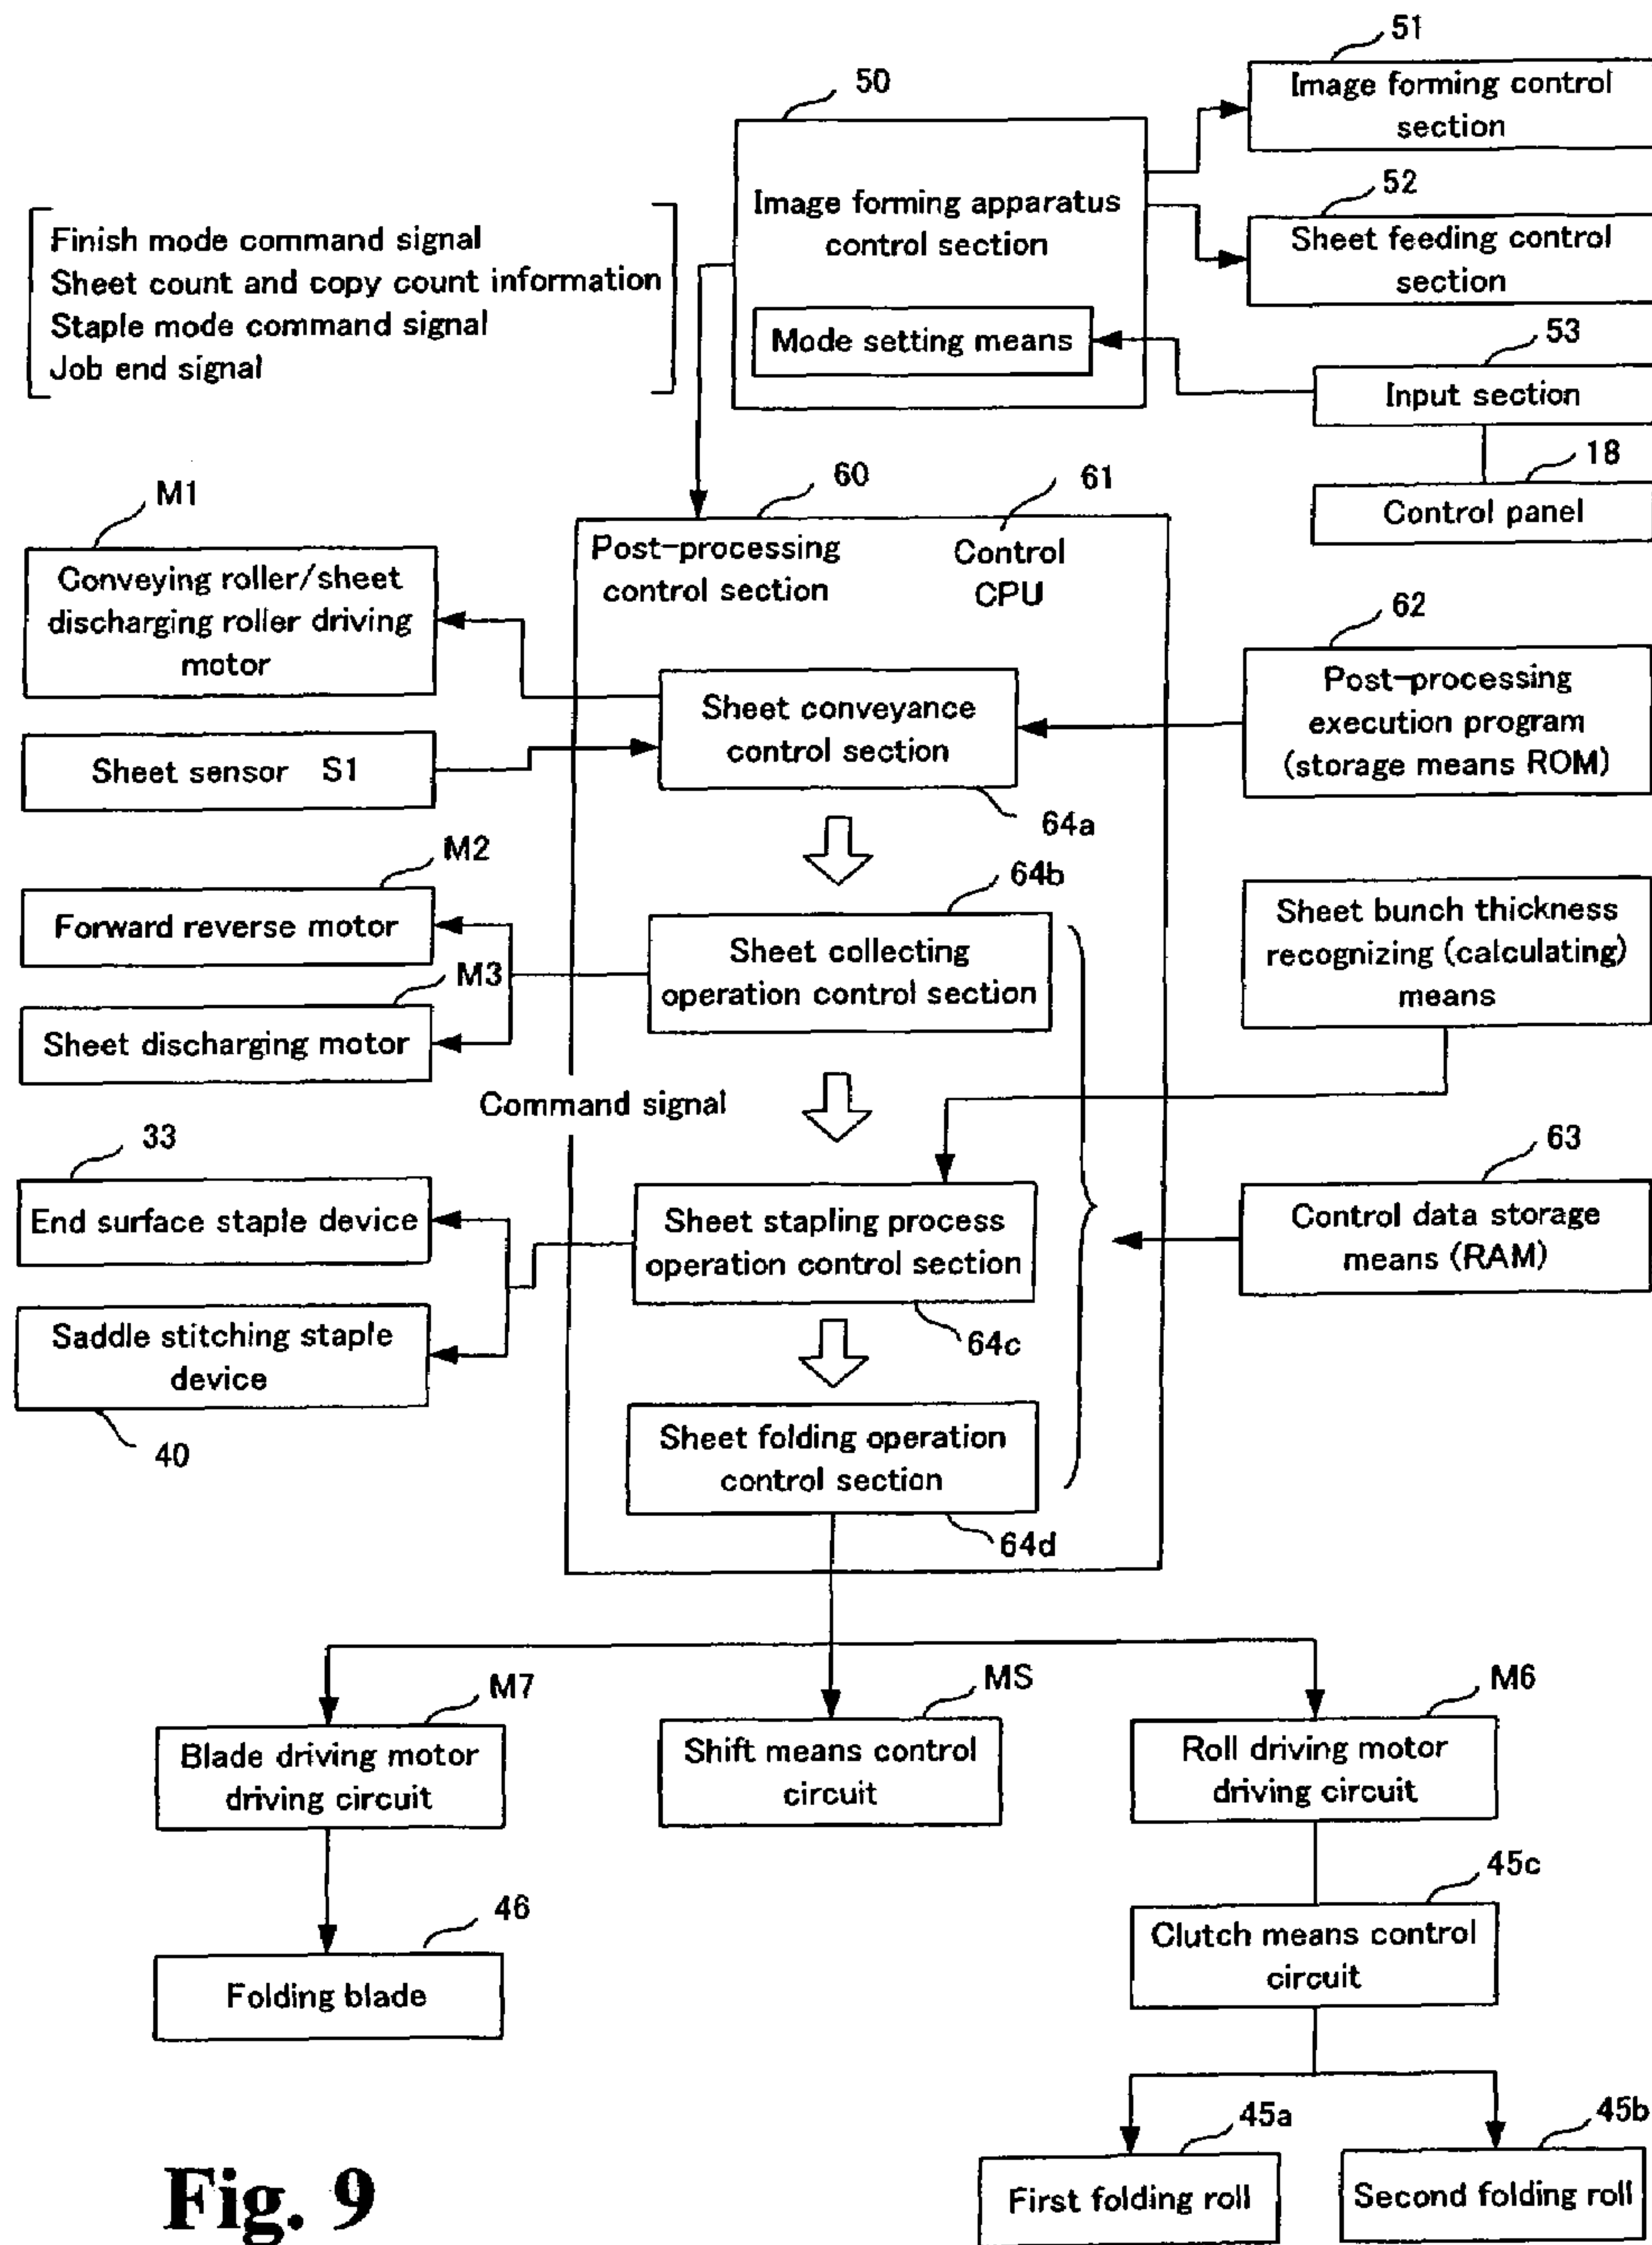 51
Image forming control
section
50
52
Image forming apparatus
control section
Sheet feeding control
section
Finish mode command signal
Sheet count and copy count information
Staple mode command signal
Job end signal
Mode setting means
53
Input section
18
Control panel
M1
60
61
Post-processing
control section
Control
CPU
Conveying roller/sheet
discharging roller driving
motor
62
Post-processing
execution program
(storage means ROM)
Sheet conveyance
control section
Sheet sensor S1
64a
M2
64b
Forward reverse motor
Sheet bunch thickness
recognizing (calculating)
means
Sheet collecting
operation control section
M3
Sheet discharging motor
Command signal
33
63
End surface staple device
Sheet stapling process
operation control section
Control data storage
means (RAM)
Saddle stitching staple
device
64c
40
Sheet folding operation
control section
64d
M7
MS
M6
Blade driving motor
driving circuit
Shift means control
circuit
Roll driving motor
driving circuit
45c
46
Clutch means control
circuit
Folding blade
45a
45b
First folding roll
Second folding roll
Fig. 9